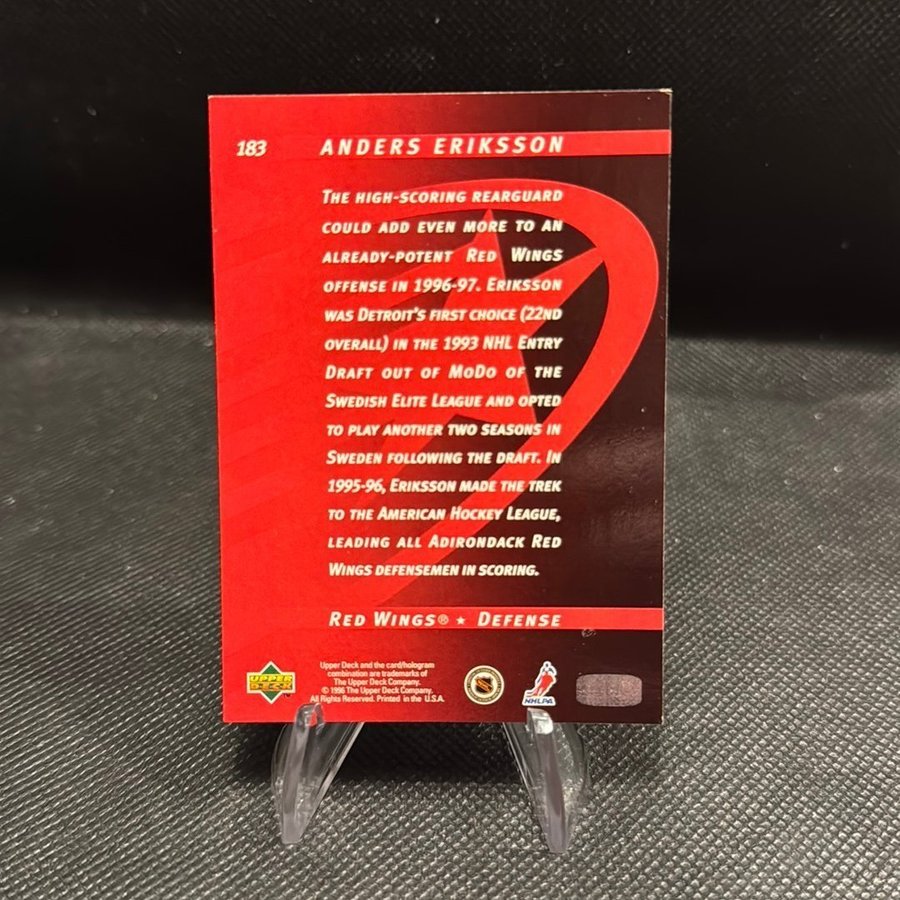 183 ANDERS ERIKSSON
THE HIGH-SCORING REARGUARD
COULD ADD EVEN MORE TO AN
ALREADY-POTENT RED WINGS
OFFENSE IN 1996-97. ERIKSSON
WAS DETROIT'S FIRST CHOICE (22ND
OVERALL) IN THE 1993 NHL ENTRY
DRAFT OUT OF MODO OF THE
SWEDISH ELITE LEAGUE AND OPTED
TO PLAY ANOTHER TWO SEASONS IN
SWEDEN FOLLOWING THE DRAFT. IN
1995-96, ERIKSSON MADE THE TREK
TO THE AMERICAN HOCKEY LEAGUE,
LEADING ALL ADIRONDACK RED
WINGS DEFENSEMEN IN SCORING.
RED WINGS® ★ DEFENSE
UPPER
DECK
Upper Deck and the card/hologram
combination are trademarks of
The Upper Deck Company.
© 1996 The Upper Deck Company.
All Rights Reserved. Printed in the U.S.A.
NHLPA